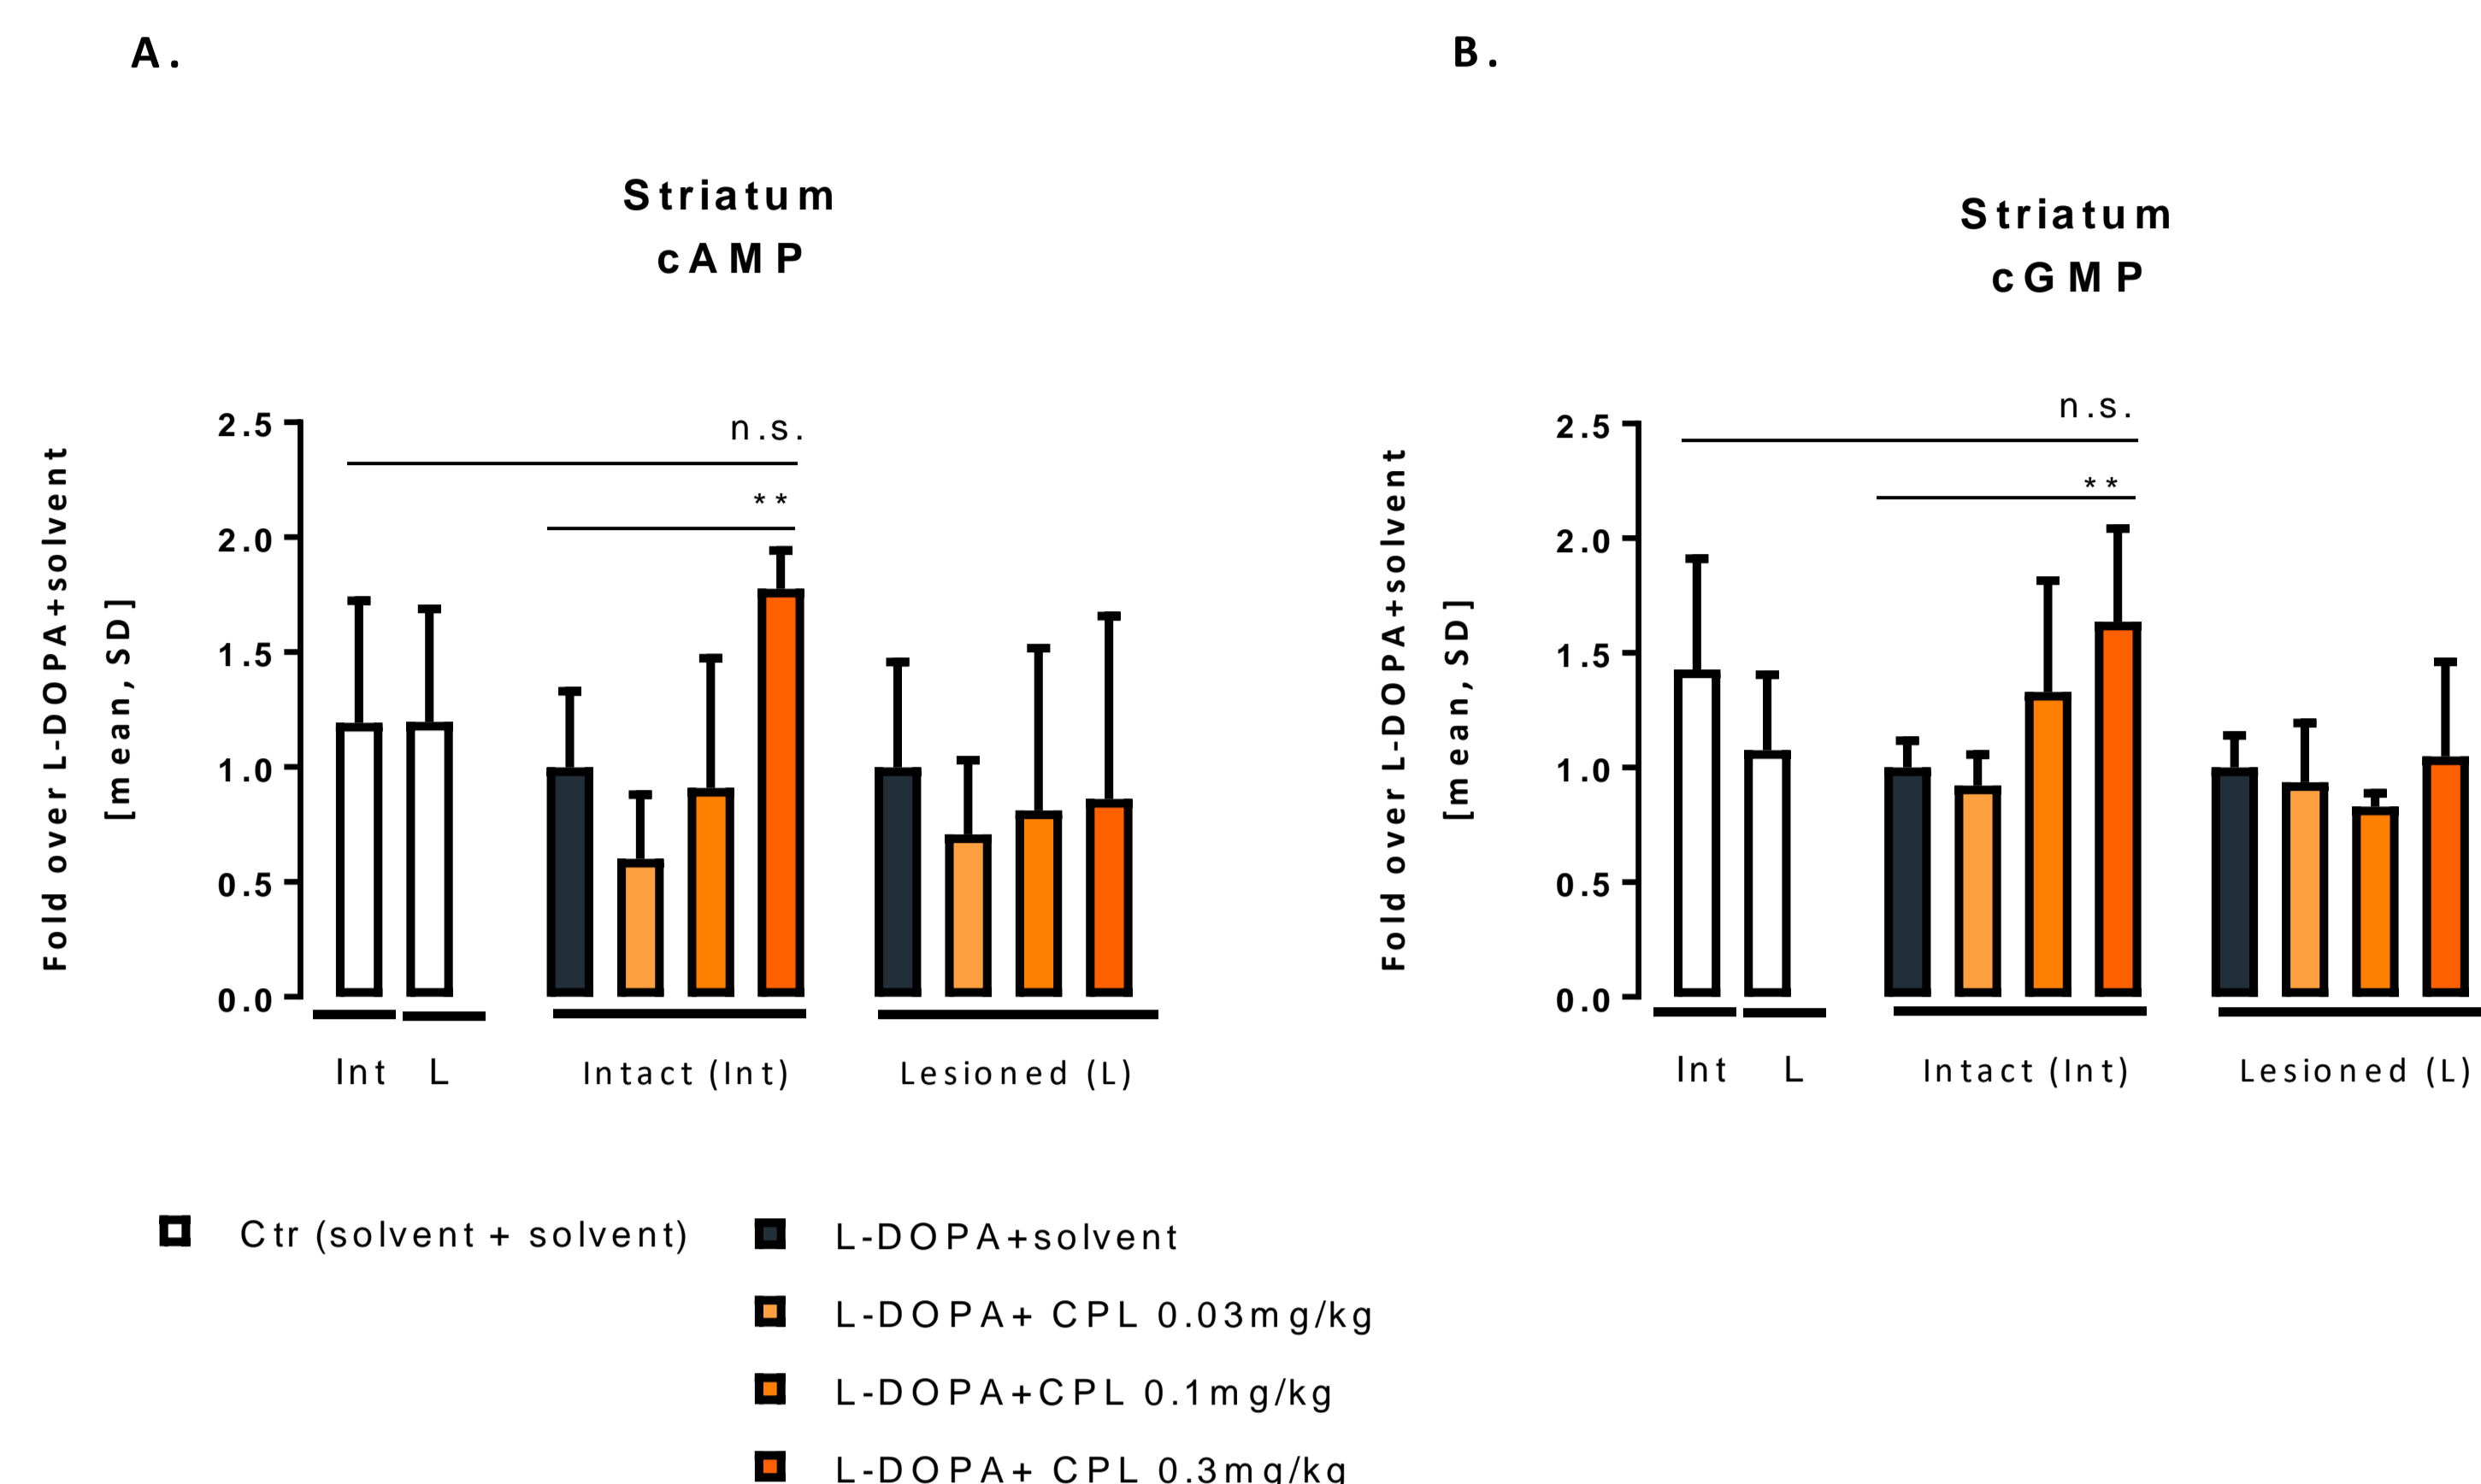 A.
Striatum
cAMP
Fold over L-DOPA+solvent
[mean, SD]
2.5
2.0
1.5
1.0
0.5
0.0
n.s.
**
Int
L
Intact (Int)
Lesioned (L)
B.
Striatum
cGMP
Fold over L-DOPA+solvent
[mean, SD]
2.5
2.0
1.5
1.0
0.5
0.0
n.s.
**
Int
L
Intact (Int)
Lesioned (L)
Ctr (solvent + solvent)
L-DOPA+solvent
L-DOPA+ CPL 0.03mg/kg
L-DOPA+CPL 0.1mg/kg
L-DOPA+ CPL 0.3mg/kg